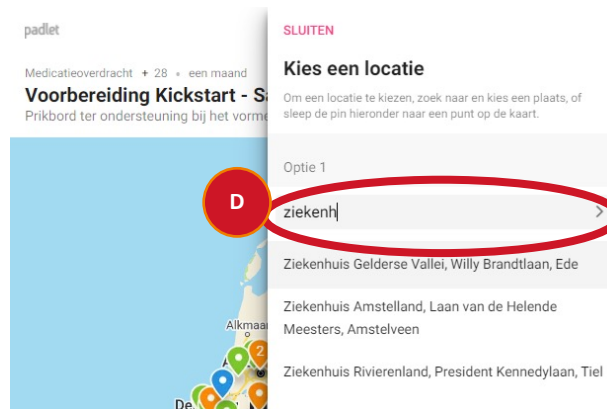 padlet
Medicatieoverdracht + 28 • een maand
Voorbereiding Kickstart - Sa
Prikbord ter ondersteuning bij het vorme
Alkmaa
2
De
D
SLUITEN
Kies een locatie
Om een locatie te kiezen, zoek naar en kies een plaats, of
sleep de pin hieronder naar een punt op de kaart.
Optie 1
ziekenh
Ziekenhuis Gelderse Vallei, Willy Brandtlaan, Ede
Ziekenhuis Amstelland, Laan van de Helende
Meesters, Amstelveen
Ziekenhuis Rivierenland, President Kennedylaan, Tiel